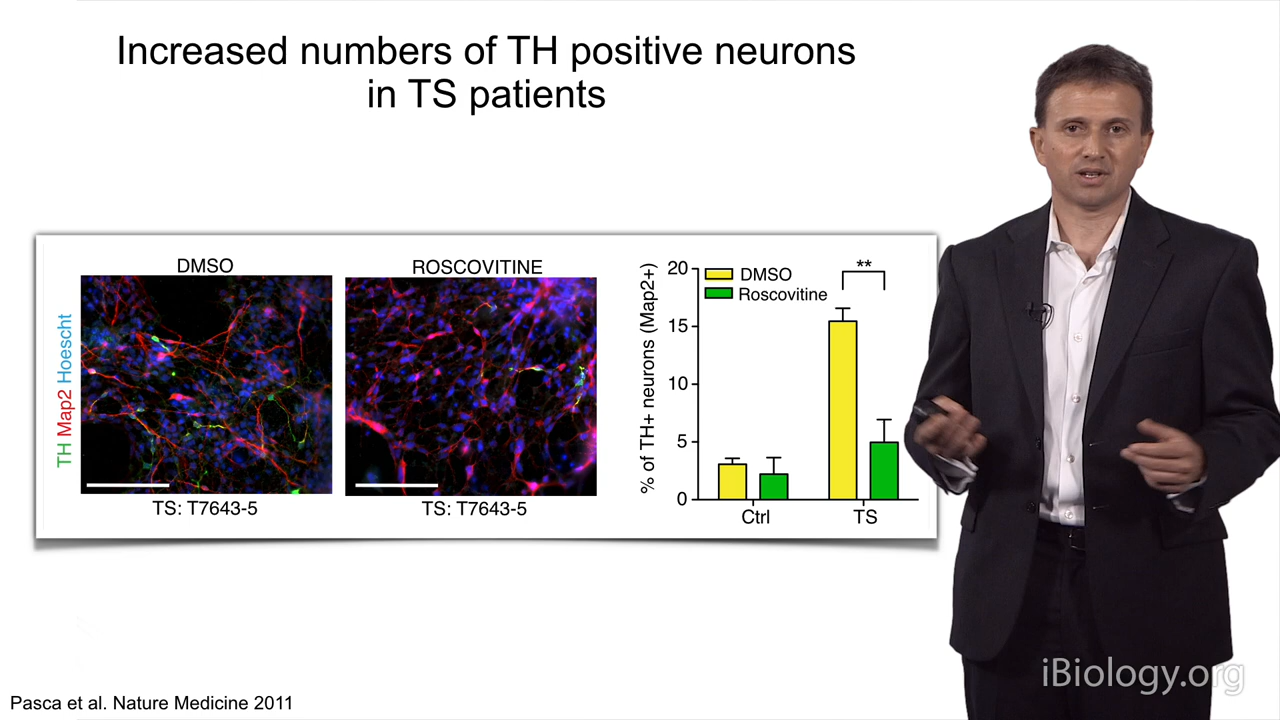 Increased numbers of TH positive neurons
in TS patients
DMSO
ROSCOVITINE
TH Map2 Hoescht
TS: T7643-5
TS: T7643-5
% of TH+ neurons (Map2+)
20
15
10
5
0
DMSO
Roscovitine
**
Ctrl
TS
Pasca et al. Nature Medicine 2011
iBiology.org